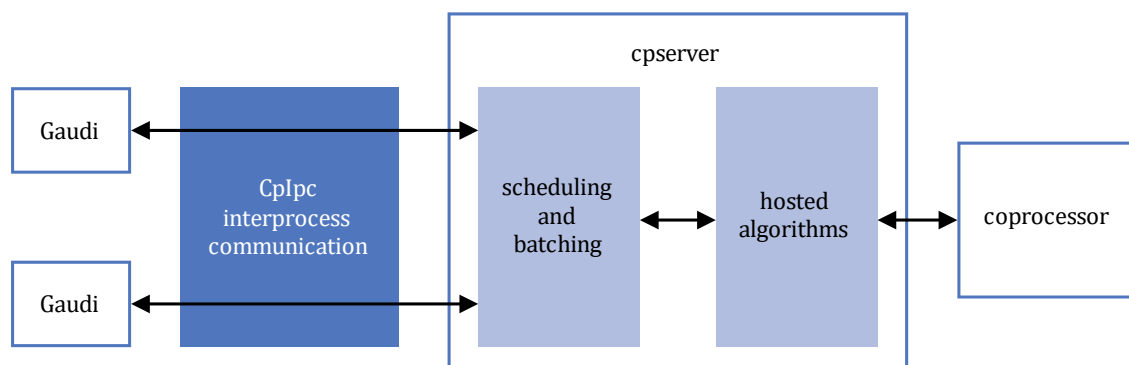 cpserver
Gaudi
CpIpc
interprocess
communication
scheduling
and
batching
hosted
algorithms
coprocessor
Gaudi